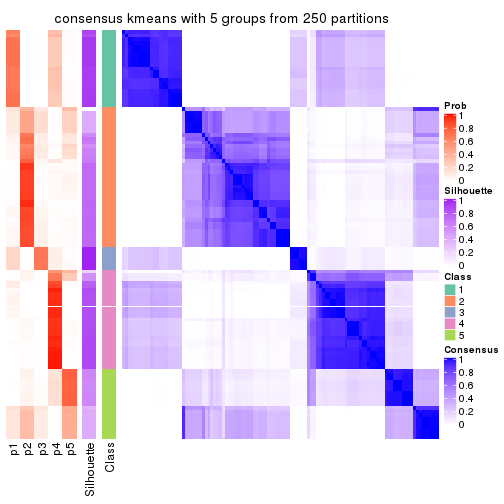 consensus kmeans with 5 groups from 250 partitions
Prob
1
0.8
0.6
0.4
0.2
0
Silhouette
1
0.8
0.6
0.4
0.2
0
Class
1
2
3
4
5
Consensus
1
0.8
0.6
0.4
0.2
0
p1
p2
p3
p4
p5
Silhouette
Class